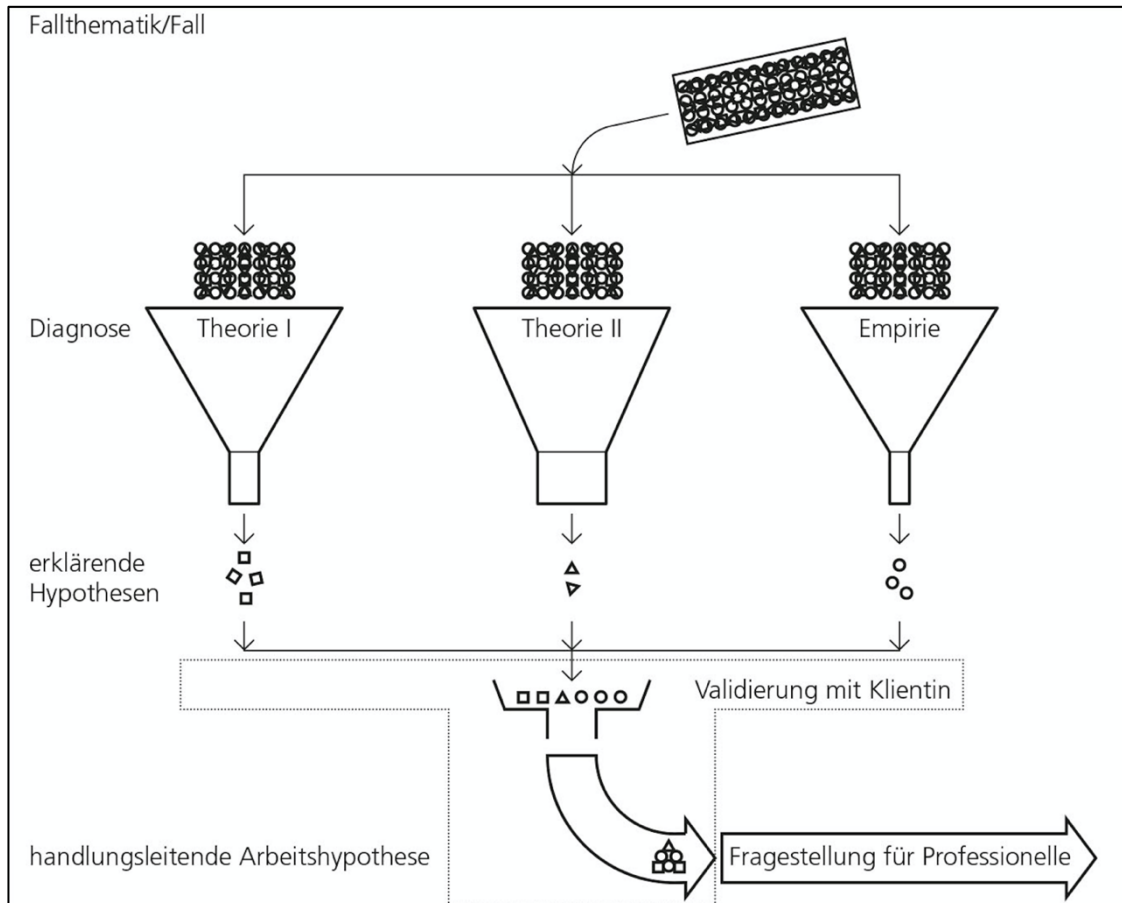 Fallthematik/Fall
Diagnose
Theorie I
Theorie II
Empirie
erklärende
Hypothesen
Validierung mit Klientin
handlungsleitende Arbeitshypothese
Fragestellung für Professionelle